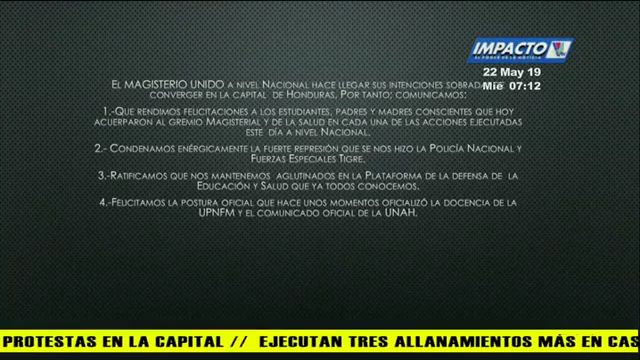 IMPACTO
EL PODER DE LA NOTICIA
22 May 19
Mié 07:12
El MAGISTERIO UNIDO a nivel Nacional hace llegar sus intenciones sobradas
converger en la capital de Honduras, Por tanto; comunicamos:
1.-Que rendimos felicitaciones a los estudiantes, padres y madres conscientes que hoy
acuerparon al gremio Magisterial y de la salud en cada una de las acciones ejecutadas
este día a nivel Nacional.
2.- Condenamos enérgicamente la fuerte represión que se nos hizo la Policía Nacional y
Fuerzas Especiales Tigre.
3.-Ratificamos que nos mantenemos aglutinados en la Plataforma de la defensa de la
Educación y Salud que ya todos conocemos.
4.-Felicitamos la postura oficial que hace unos momentos oficializó la docencia de la
UPNFM y el comunicado oficial de la UNAH.
PROTESTAS EN LA CAPITAL // EJECUTAN TRES ALLANAMIENTOS MÁS EN CAS